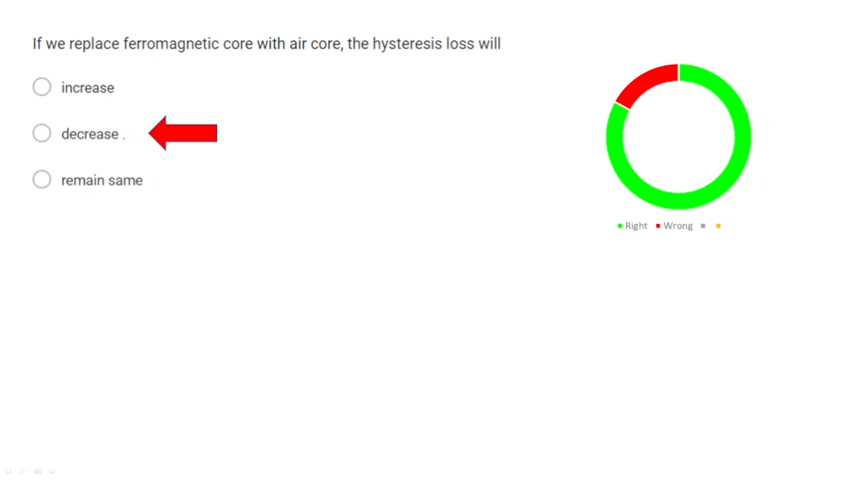 If we replace ferromagnetic core with air core, the hysteresis loss will
increase
decrease .
remain same
Right Wrong